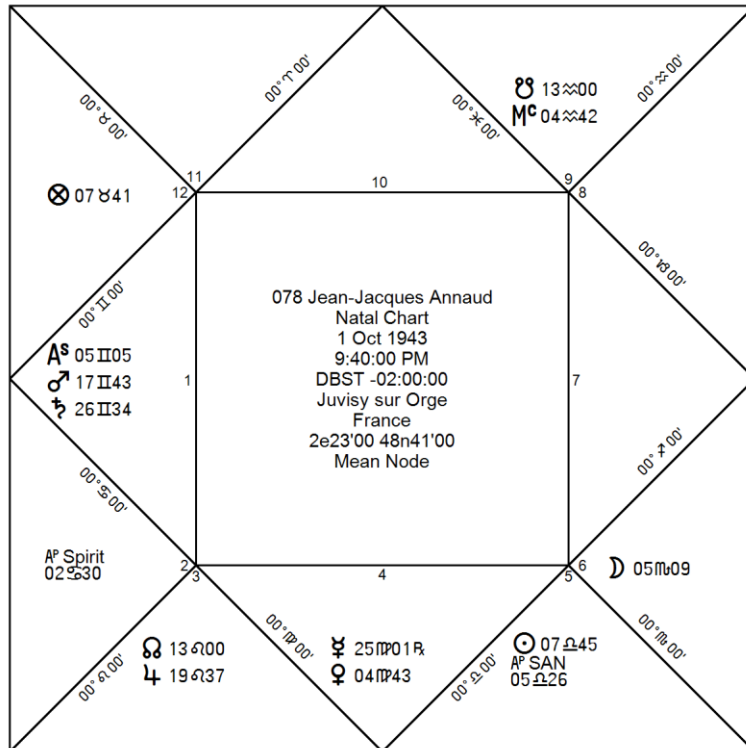 00°♈00'
00°♉00'
11
12
10
☋ 13♒00
Mc 04♒42
00°♓00'
00°♒00'
9
8
⊗ 07♉41
00°♊00'
As 05♊05
♂ 17♊43
♄ 26♊34
1
078 Jean-Jacques Annaud
Natal Chart
1 Oct 1943
9:40:00 PM
DBST -02:00:00
Juvisy sur Orge
France
2e23'00 48n41'00
Mean Node
7
00°♑00'
00°♐00'
00°♋00'
AP Spirit
02♋30
2
3
4
5
6
☽ 05♏09
☊ 13♌00
♃ 19♌37
00°♌00'
00°♍00'
☿ 25♍01℞
♀ 04♍43
☉ 07♎45
AP SAN
05♎26
00°♎00'
00°♏00'